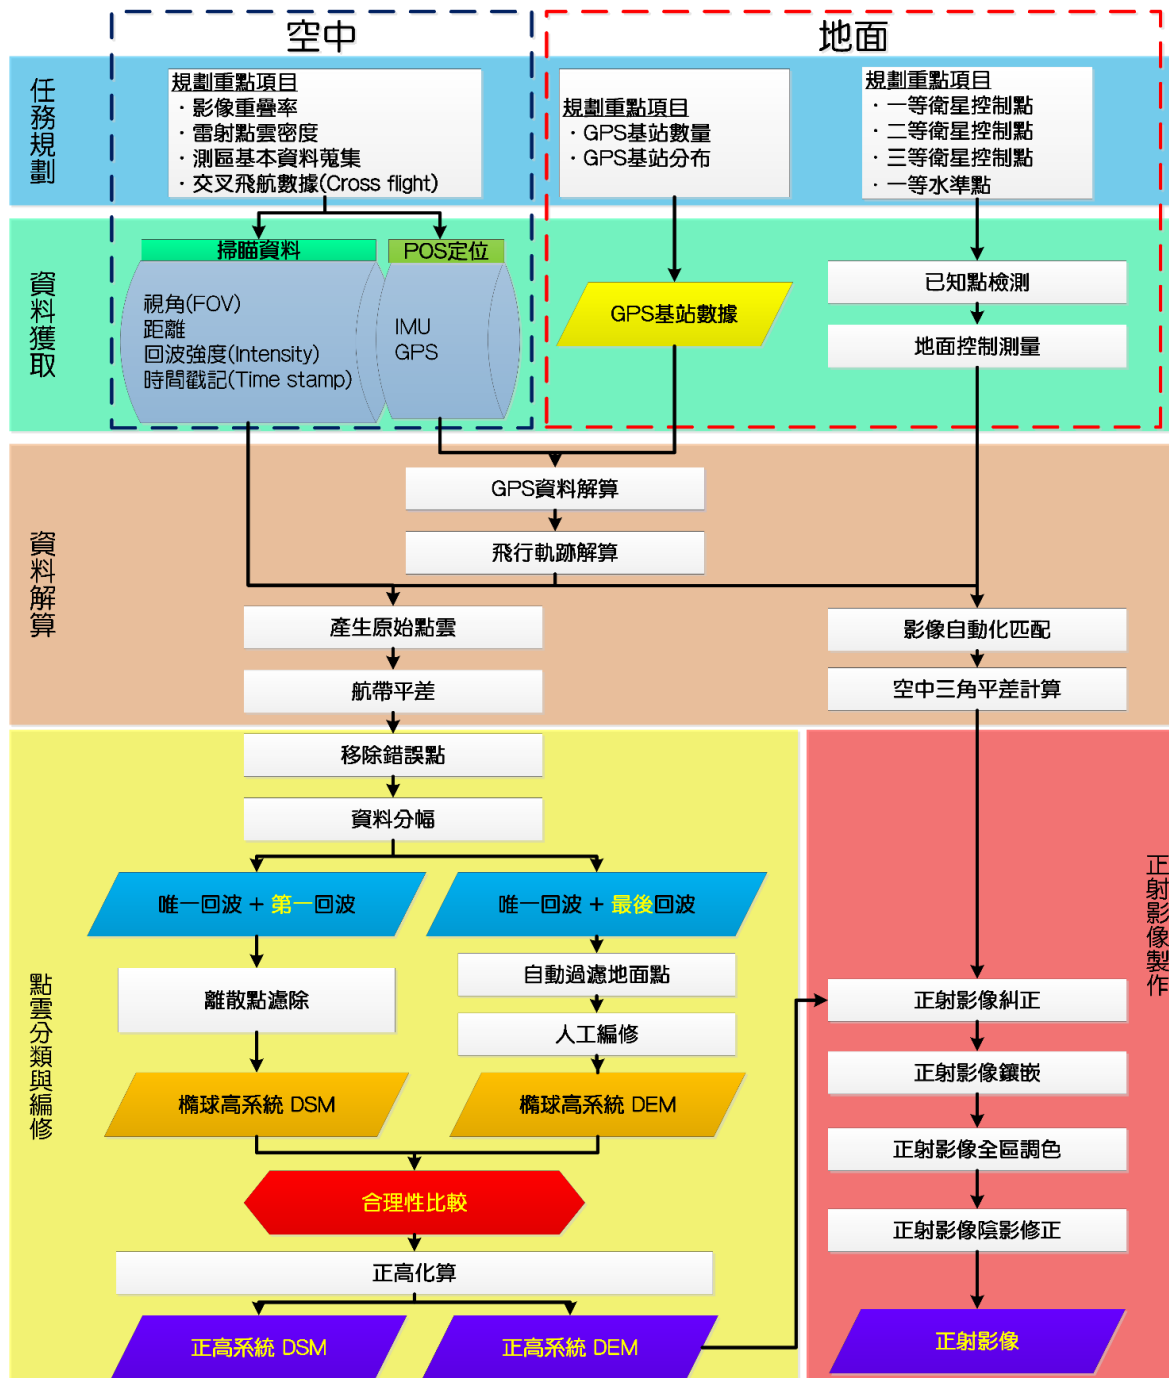 空中
地面
任務規劃
規劃重點項目
· 影像重疊率
· 雷射點雲密度
· 測區基本資料蒐集
· 交叉飛航數據(Cross flight)
規劃重點項目
· GPS基站數量
· GPS基站分布
規劃重點項目
· 一等衛星控制點
· 二等衛星控制點
· 三等衛星控制點
· 一等水準點
資料獲取
掃瞄資料
視角(FOV)
距離
回波強度(Intensity)
時間戳記(Time stamp)
POS定位
IMU
GPS
GPS基站數據
已知點檢測
地面控制測量
資料解算
GPS資料解算
飛行軌跡解算
產生原始點雲
航帶平差
影像自動化匹配
空中三角平差計算
點雲分類與編修
移除錯誤點
資料分幅
唯一回波 + 第一回波
唯一回波 + 最後回波
離散點濾除
自動過濾地面點
人工編修
橢球高系統 DSM
橢球高系統 DEM
合理性比較
正高化算
正高系統 DSM
正高系統 DEM
正射影像製作
正射影像糾正
正射影像鑲嵌
正射影像全區調色
正射影像陰影修正
正射影像